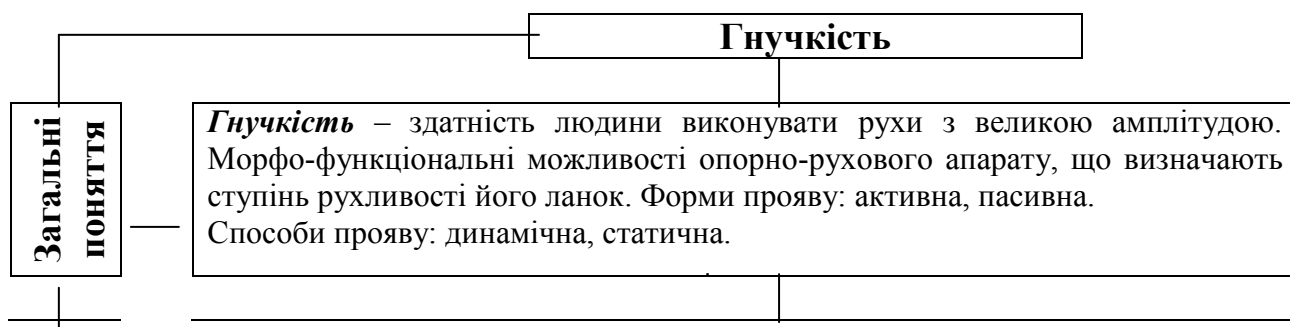 Гнучкість
Загальні
поняття
Гнучкість – здатність людини виконувати рухи з великою амплітудою.
Морфо-функціональні можливості опорно-рухового апарату, що визначають
ступінь рухливості його ланок. Форми прояву: активна, пасивна.
Способи прояву: динамічна, статична.